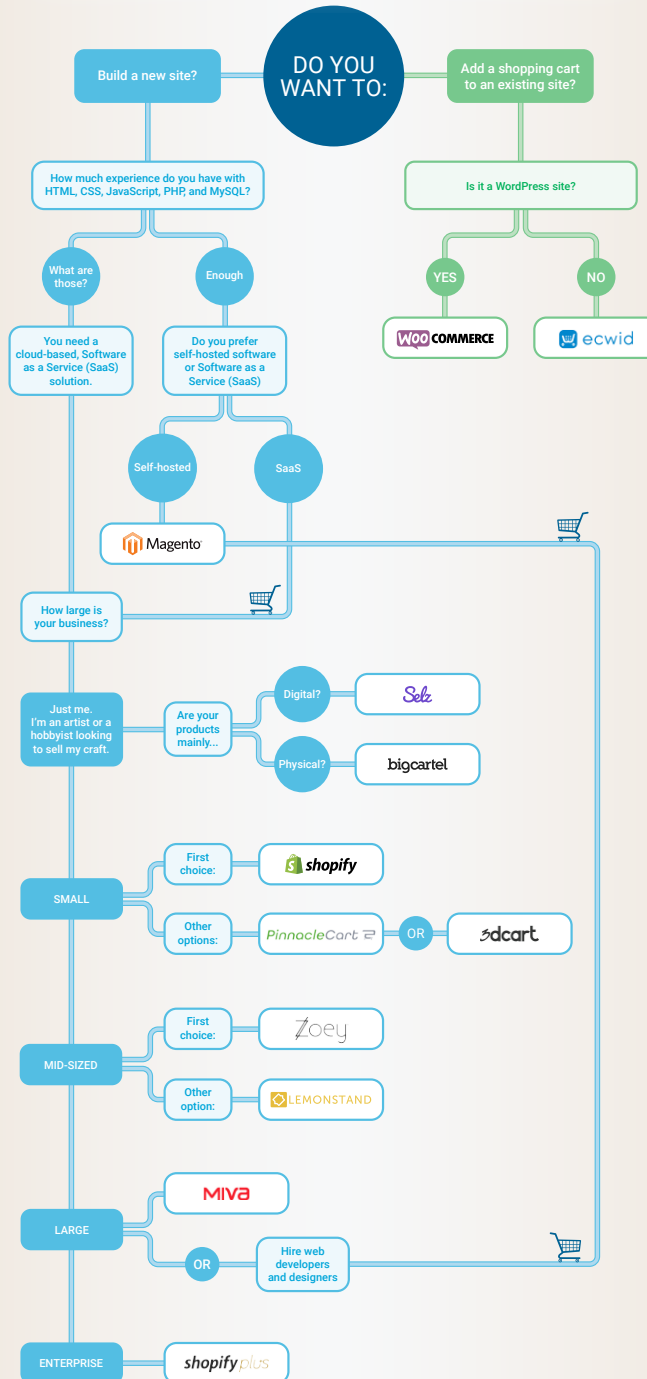 DO YOU
WANT TO:
Build a new site?
Add a shopping cart
to an existing site?
How much experience do you have with
HTML, CSS, JavaScript, PHP, and MySQL?
Is it a WordPress site?
What are
those?
Enough
YES
NO
You need a
cloud-based, Software
as a Service (SaaS)
solution.
Do you prefer
self-hosted software
or Software as a
Service (SaaS)
WOO COMMERCE
ecwid
Self-hosted
SaaS
Magento
How large is
your business?
Just me.
I'm an artist or a
hobbyist looking
to sell my craft.
Are your
products
mainly...
Digital?
Selz
Physical?
bigcartel
SMALL
First
choice:
shopify
Other
options:
PinnacleCart
OR
3dcart
MID-SIZED
First
choice:
Zoey
Other
option:
LEMONSTAND
LARGE
MIVA
OR
Hire web
developers
and designers
ENTERPRISE
shopify plus